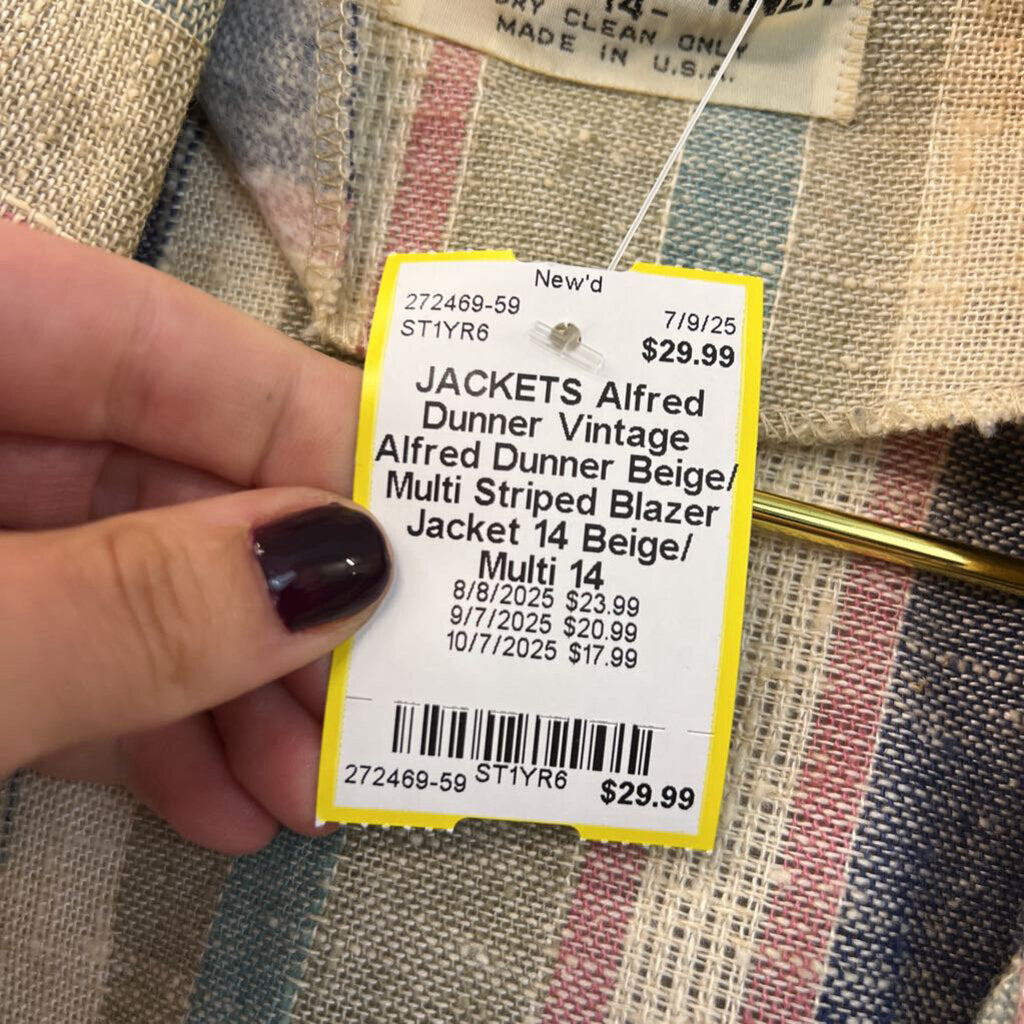 14-
DRY CLEAN ONLY
MADE IN U.S.A.
New'd
272469-59
ST1YR6
7/9/25
$29.99
JACKETS Alfred
Dunner Vintage
Alfred Dunner Beige/
Multi Striped Blazer
Jacket 14 Beige/
Multi 14
8/8/2025 $23.99
9/7/2025 $20.99
10/7/2025 $17.99
272469-59 ST1YR6 $29.99